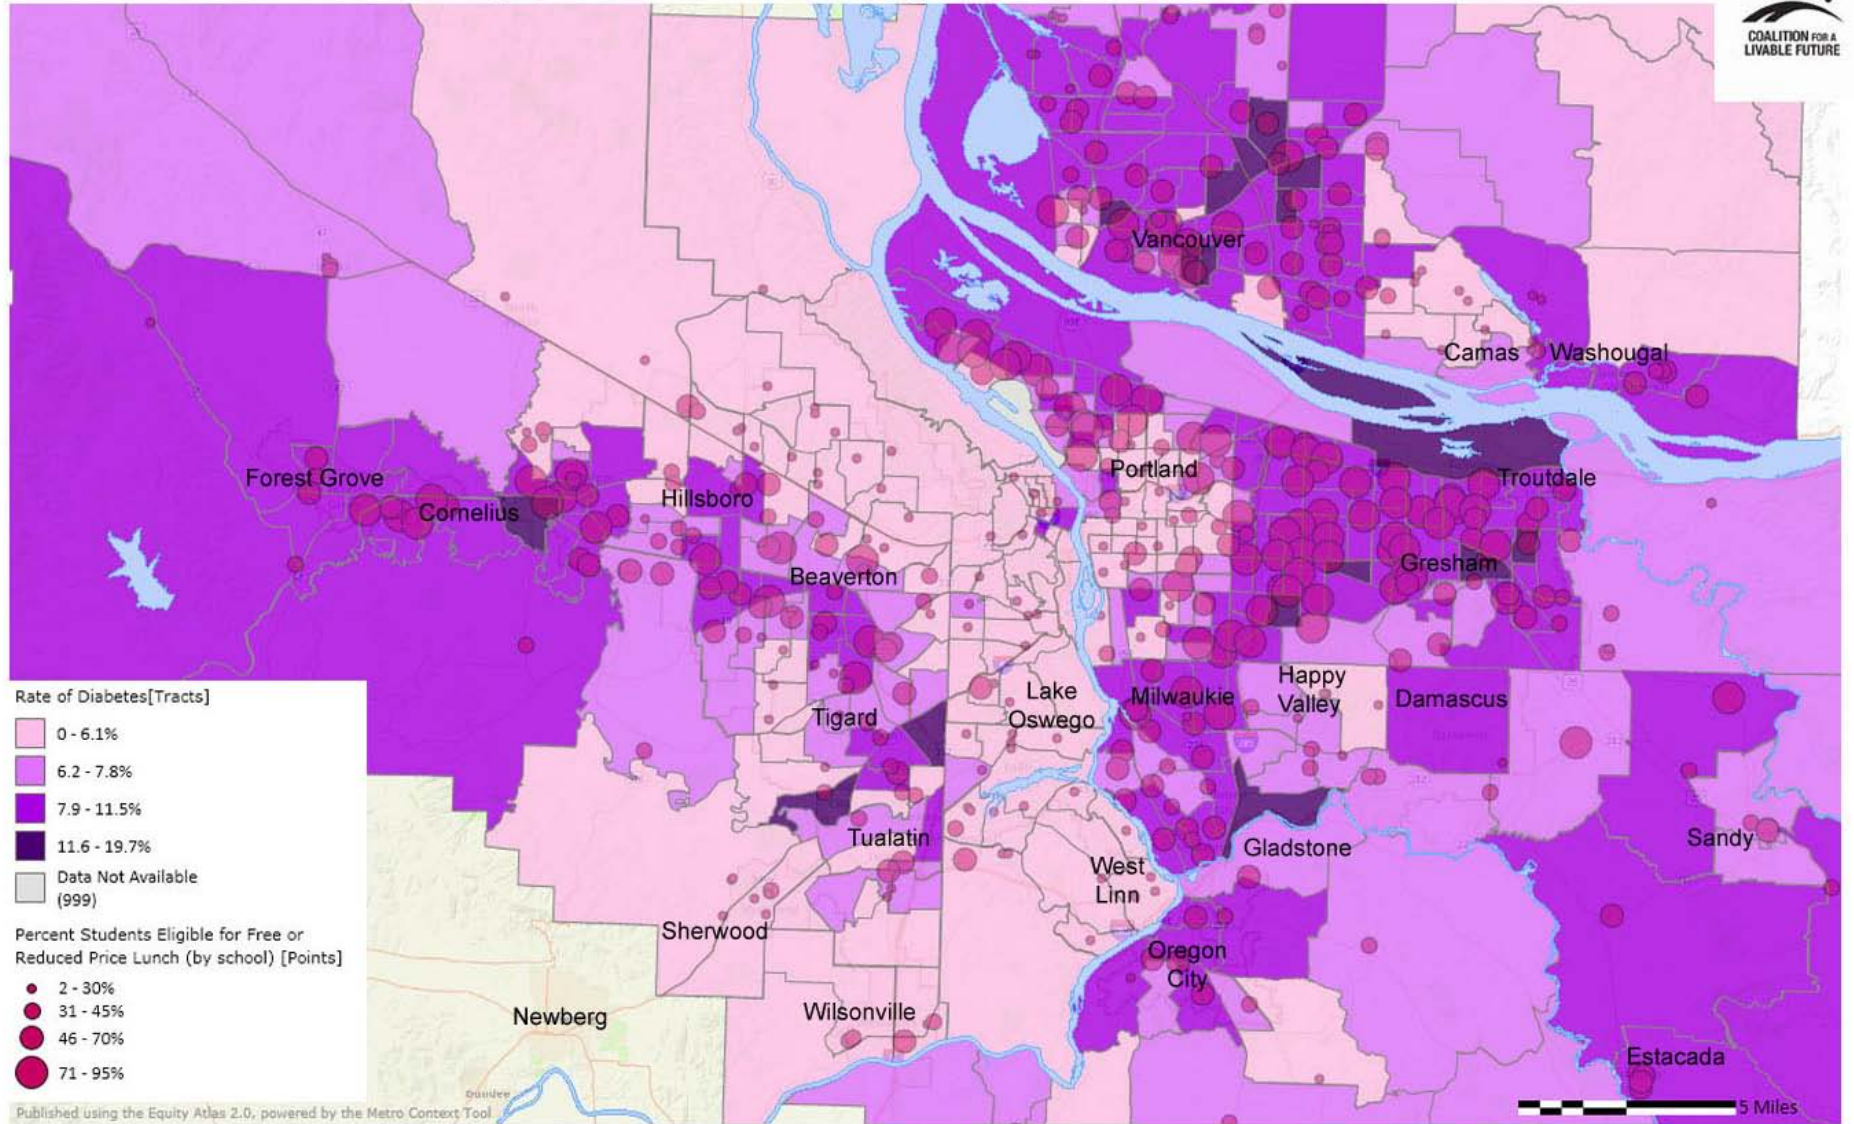 COALITION FOR A
LIVABLE FUTURE
Vancouver
Camas
Washougal
Portland
Troutdale
Forest Grove
Cornelius
Hillsboro
Beaverton
Gresham
Lake
Oswego
Milwaukie
Happy
Valley
Damascus
Tigard
Tualatin
West
Linn
Gladstone
Sandy
Sherwood
Oregon
City
Wilsonville
Newberg
Dundee
Estacada
Rate of Diabetes[Tracts]
0 - 6.1%
6.2 - 7.8%
7.9 - 11.5%
11.6 - 19.7%
Data Not Available
(999)
Percent Students Eligible for Free or
Reduced Price Lunch (by school) [Points]
2 - 30%
31 - 45%
46 - 70%
71 - 95%
Published using the Equity Atlas 2.0, powered by the Metro Context Tool
5 Miles